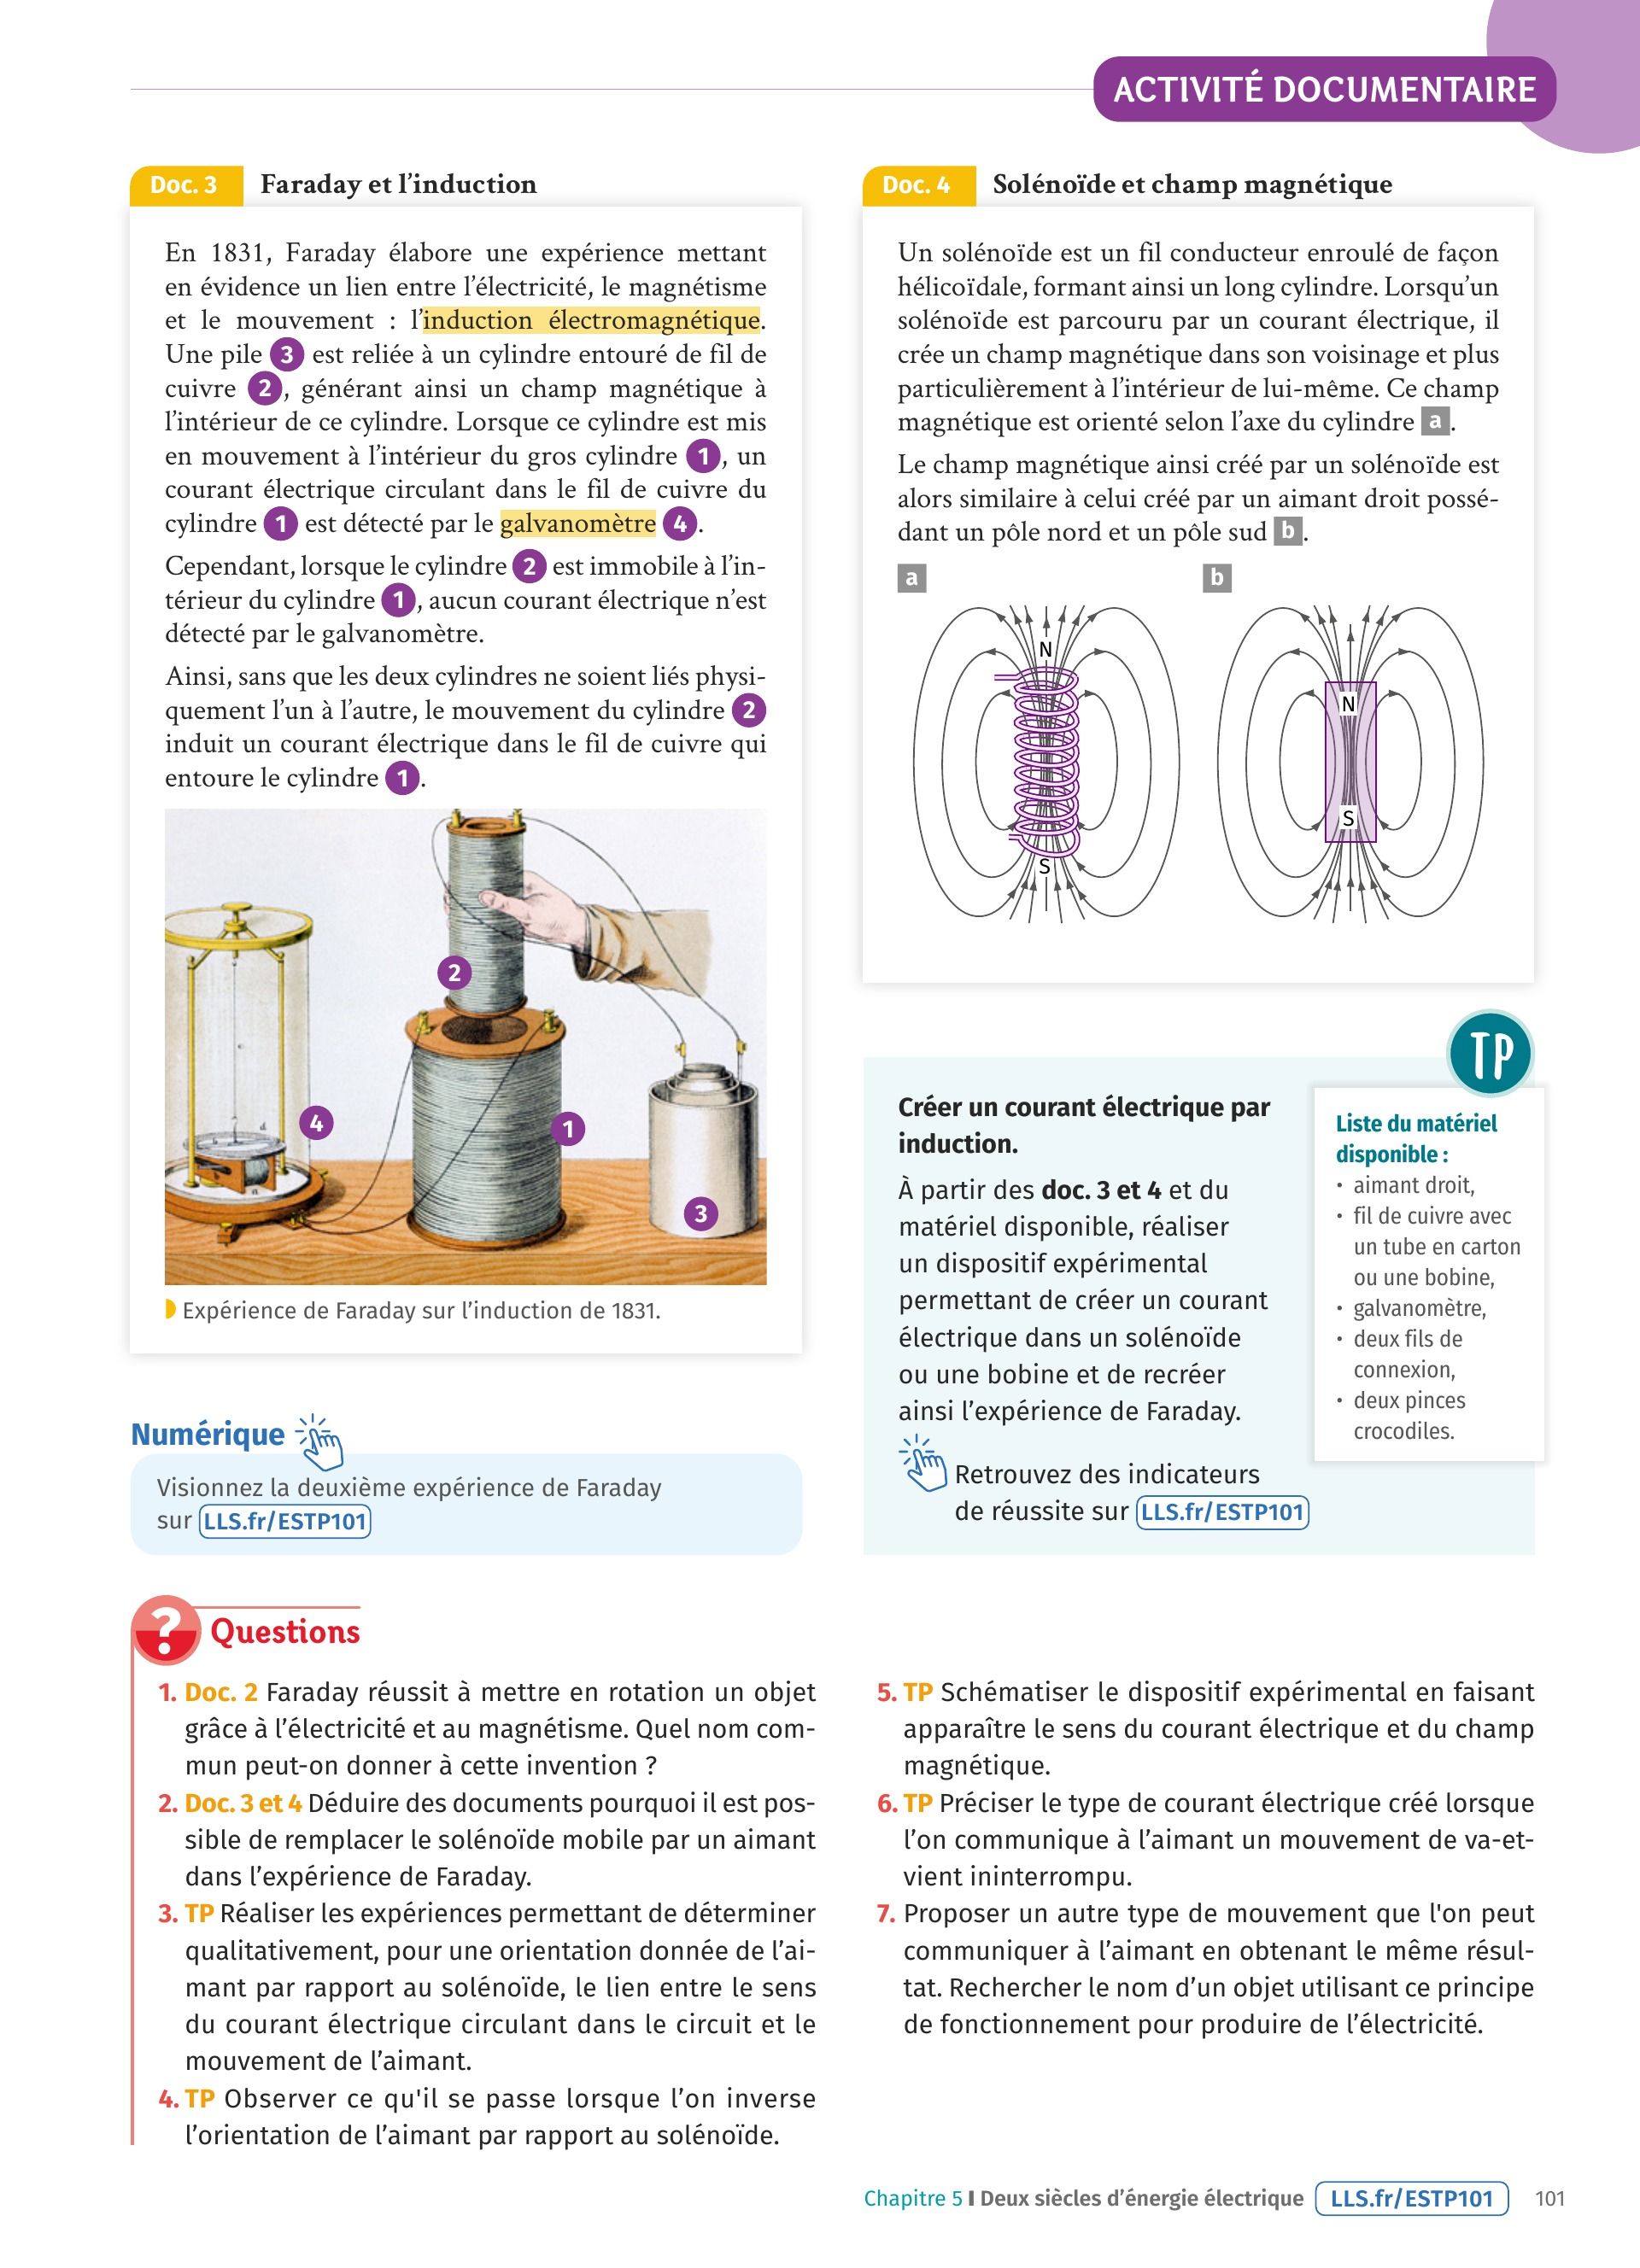 ACTIVITÉ DOCUMENTAIRE
Doc. 3 Faraday et l’induction
En 1831, Faraday élabore une expérience mettant
en évidence un lien entre l’électricité, le magnétisme
et le mouvement : l’induction électromagnétique.
Une pile 3 est reliée à un cylindre entouré de fil de
cuivre 2, générant ainsi un champ magnétique à
l’intérieur de ce cylindre. Lorsque ce cylindre est mis
en mouvement à l’intérieur du gros cylindre 1, un
courant électrique circulant dans le fil de cuivre du
cylindre 1 est détecté par le galvanomètre 4.
Cependant, lorsque le cylindre 2 est immobile à l’in-
térieur du cylindre 1, aucun courant électrique n’est
détecté par le galvanomètre.
Ainsi, sans que les deux cylindres ne soient liés physi-
quement l’un à l’autre, le mouvement du cylindre 2
induit un courant électrique dans le fil de cuivre qui
entoure le cylindre 1.
2
4
1
3
Expérience de Faraday sur l’induction de 1831.
Numérique
Visionnez la deuxième expérience de Faraday
sur LLS.fr/ESTP101
Doc. 4 Solénoïde et champ magnétique
Un solénoïde est un fil conducteur enroulé de façon
hélicoïdale, formant ainsi un long cylindre. Lorsqu’un
solénoïde est parcouru par un courant électrique, il
crée un champ magnétique dans son voisinage et plus
particulièrement à l’intérieur de lui-même. Ce champ
magnétique est orienté selon l’axe du cylindre a.
Le champ magnétique ainsi créé par un solénoïde est
alors similaire à celui créé par un aimant droit possé-
dant un pôle nord et un pôle sud b.
a b
N
N
S
S
TP
Créer un courant électrique par
induction.
À partir des doc. 3 et 4 et du
matériel disponible, réaliser
un dispositif expérimental
permettant de créer un courant
électrique dans un solénoïde
ou une bobine et de recréer
ainsi l’expérience de Faraday.
Retrouvez des indicateurs
de réussite sur LLS.fr/ESTP101
Liste du matériel
disponible :
• aimant droit,
• fil de cuivre avec
un tube en carton
ou une bobine,
• galvanomètre,
• deux fils de
connexion,
• deux pinces
crocodiles.
? Questions
1. Doc. 2 Faraday réussit à mettre en rotation un objet
grâce à l’électricité et au magnétisme. Quel nom com-
mun peut-on donner à cette invention ?
2. Doc. 3 et 4 Déduire des documents pourquoi il est pos-
sible de remplacer le solénoïde mobile par un aimant
dans l’expérience de Faraday.
3. TP Réaliser les expériences permettant de déterminer
qualitativement, pour une orientation donnée de l’ai-
mant par rapport au solénoïde, le lien entre le sens
du courant électrique circulant dans le circuit et le
mouvement de l’aimant.
4. TP Observer ce qu'il se passe lorsque l’on inverse
l’orientation de l’aimant par rapport au solénoïde.
5. TP Schématiser le dispositif expérimental en faisant
apparaître le sens du courant électrique et du champ
magnétique.
6. TP Préciser le type de courant électrique créé lorsque
l’on communique à l’aimant un mouvement de va-et-
vient ininterrompu.
7. Proposer un autre type de mouvement que l'on peut
communiquer à l’aimant en obtenant le même résul-
tat. Rechercher le nom d’un objet utilisant ce principe
de fonctionnement pour produire de l’électricité.
Chapitre 5 I Deux siècles d’énergie électrique LLS.fr/ESTP101 101